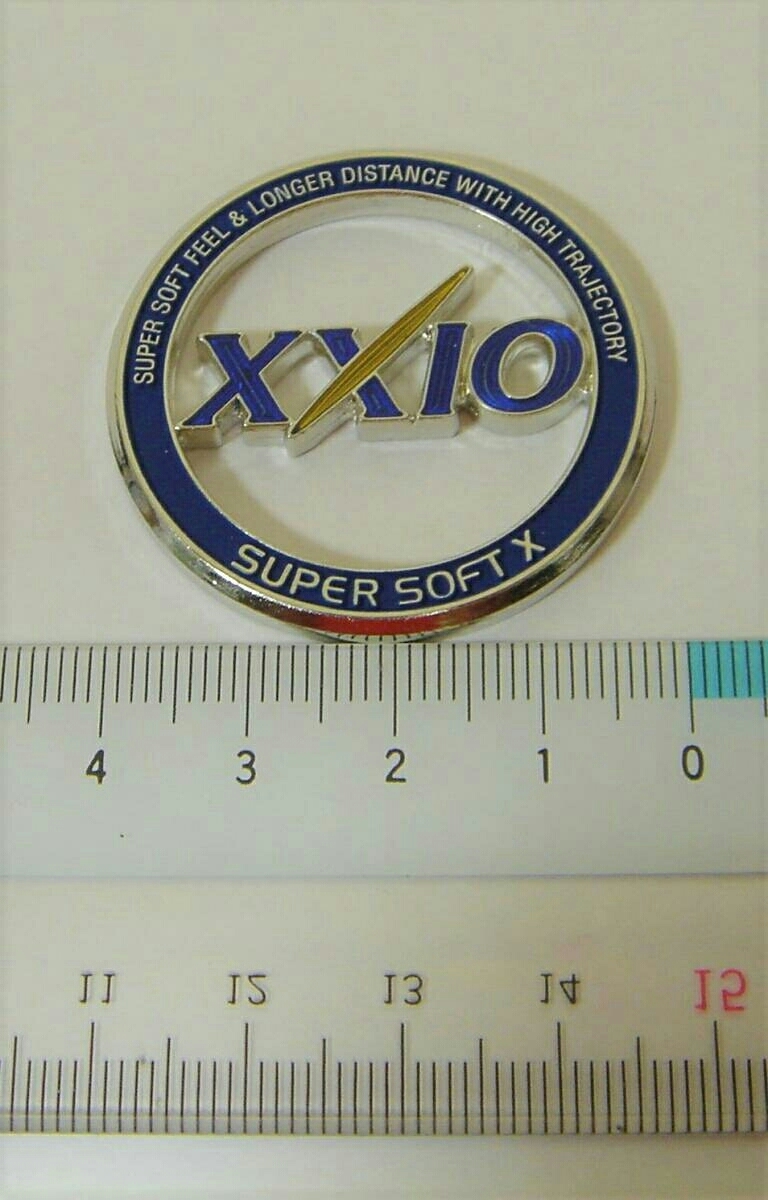 SUPER SOFT FEEL & LONGER DISTANCE WITH HIGH TRAJECTORY
XXIO
SUPER SOFT X
4 3 2 1 0
11 12 13 14 15